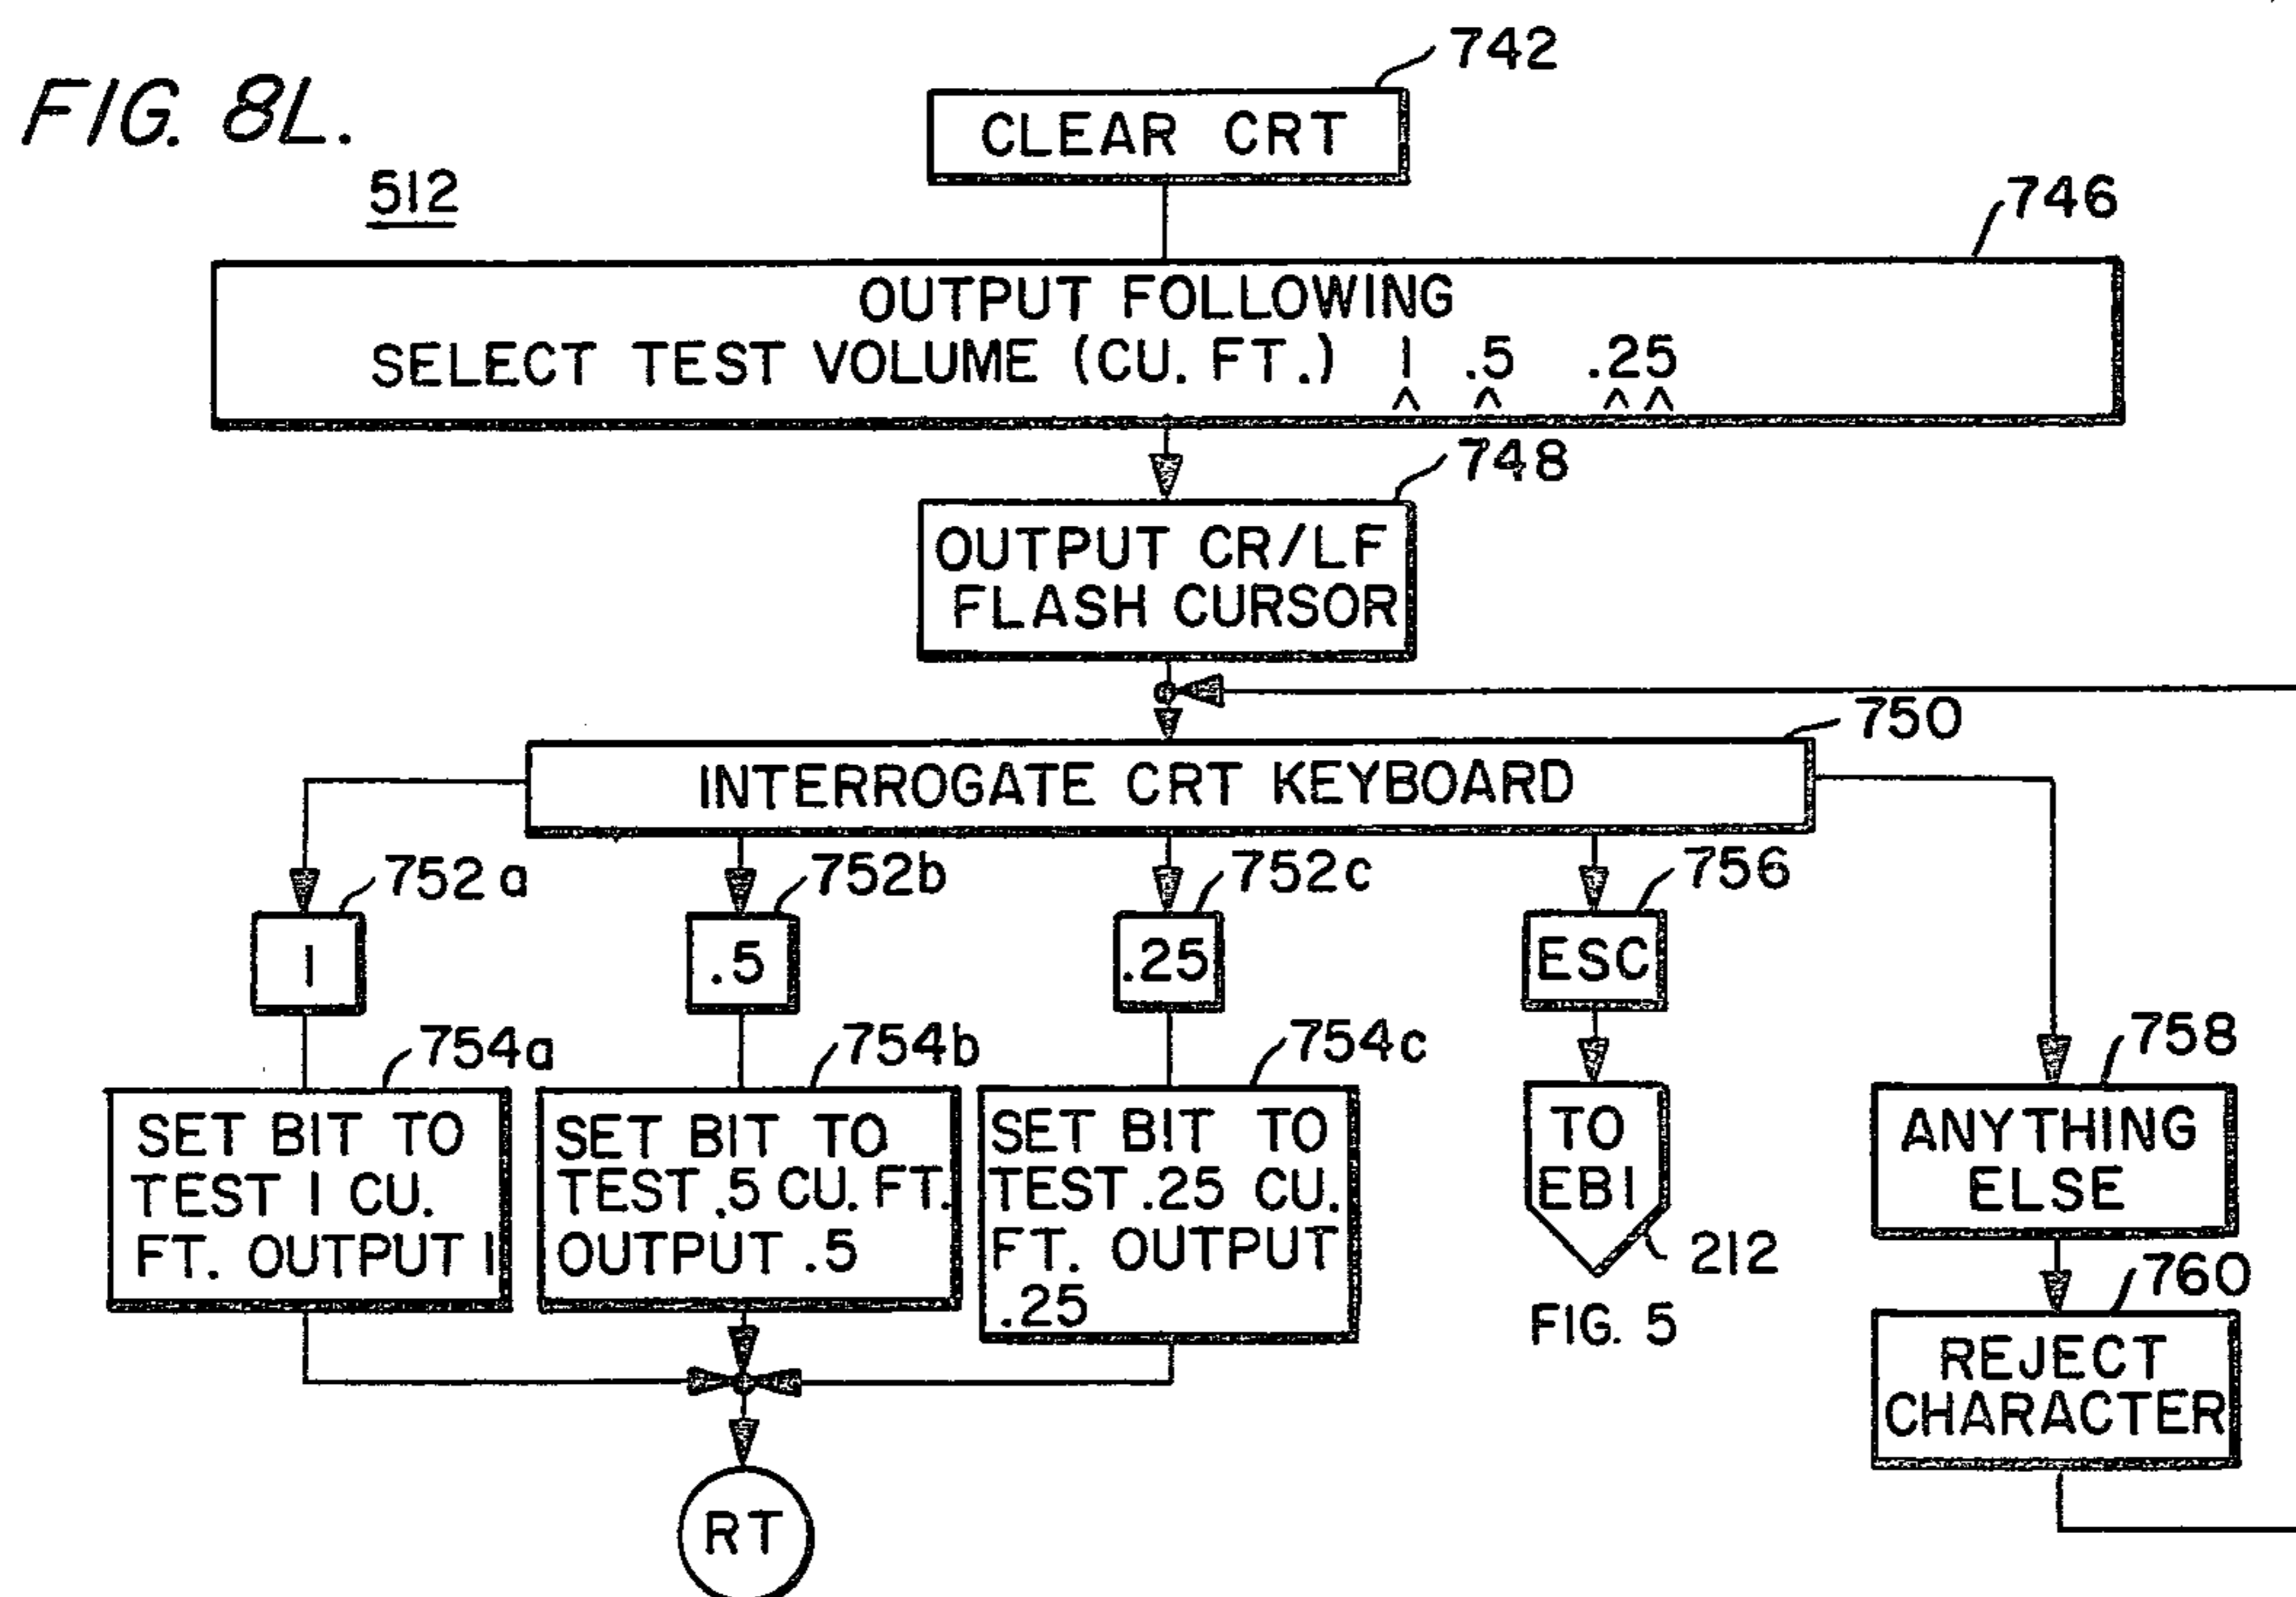 FIG. 8L.
512
742
CLEAR CRT
746
OUTPUT FOLLOWING
SELECT TEST VOLUME (CU. FT.) 1 .5 .25
^ ^ ^ ^
748
OUTPUT CR/LF
FLASH CURSOR
750
INTERROGATE CRT KEYBOARD
752a
1
752b
.5
752c
.25
756
ESC
754a
SET BIT TO
TEST 1 CU.
FT. OUTPUT 1
754b
SET BIT TO
TEST .5 CU. FT.
OUTPUT .5
754c
SET BIT TO
TEST .25 CU.
FT. OUTPUT
.25
TO
EB1
212
FIG. 5
758
ANYTHING
ELSE
760
REJECT
CHARACTER
RT